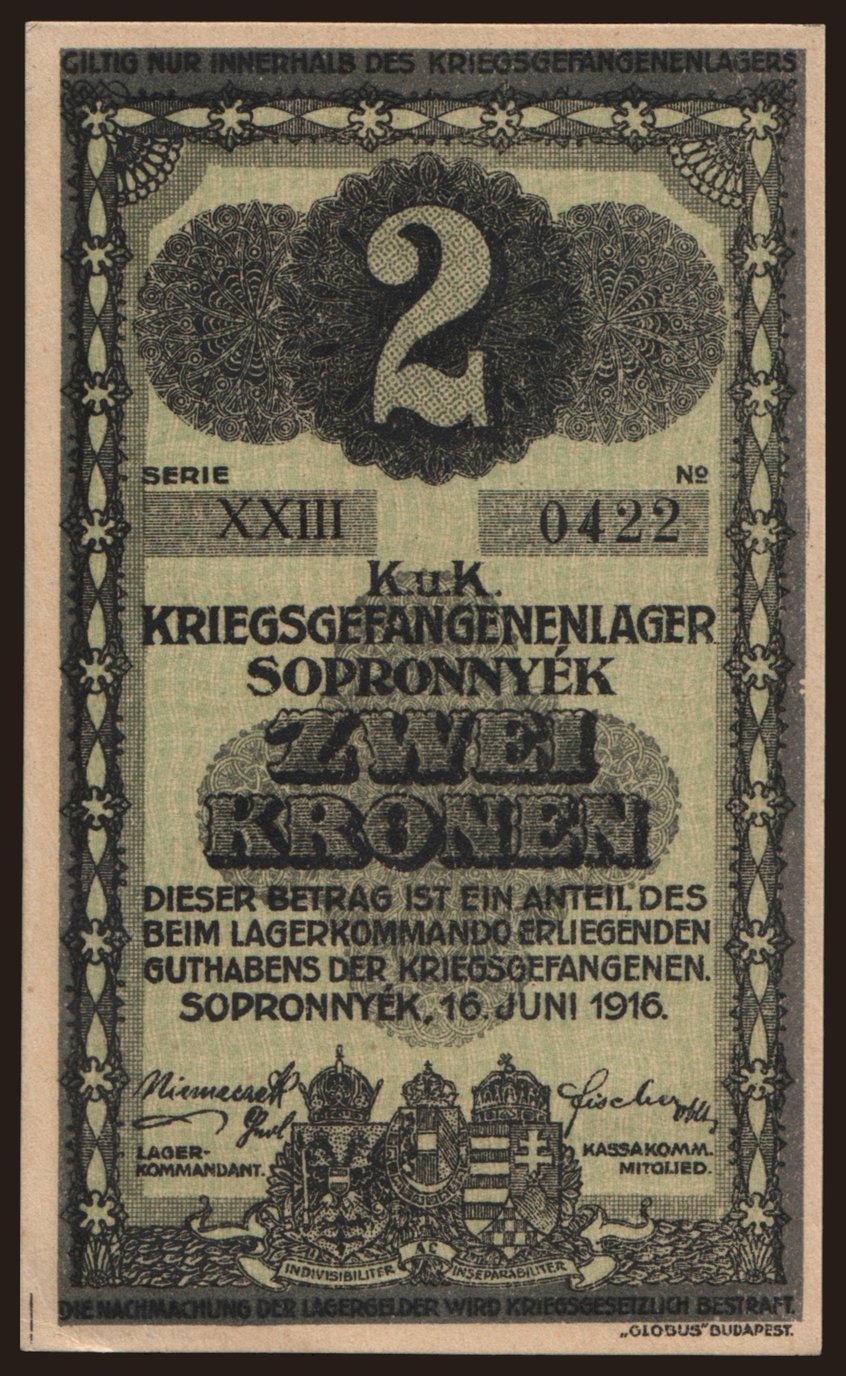 GILTIG NUR INNERHALB DES KRIEGSGEFANGENENLAGERS
2
SERIE Nº
XXIII 0422
K.u.K.
KRIEGSGEFANGENENLAGER
SOPRONNYÉK
ZWEI
KRONEN
DIESER BETRAG IST EIN ANTEIL DES
BEIM LAGERKOMMANDO ERLIEGENDEN
GUTHABENS DER KRIEGSGEFANGENEN.
SOPRONNYÉK, 16. JUNI 1916.
Fischer
LAGER-
KOMMANDANT.
KASSAKOMM.
MITGLIED.
INDIVISIBILITER AC INSEPARABILITER
DIE NACHMACHUNG DER LAGERGELDER WIRD KRIEGSGESETZLICH BESTRAFT.
„GLOBUS" BUDAPEST.